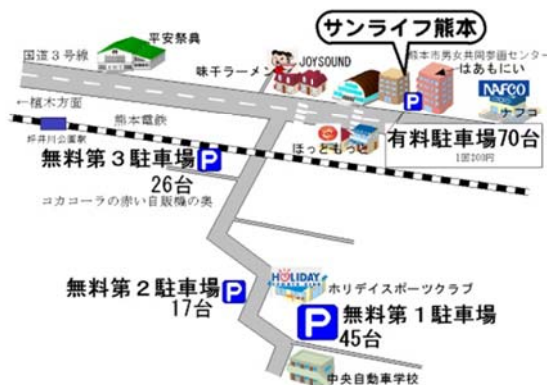 サンライフ熊本
平安祭典
国道3号線
JOYSOUND
味千ラーメン
熊本市男女共同参画センター
はあもにい
NAFCO
ナフコ
←植木方面
熊本電鉄
坪井川公園駅
ほっともっと
P
有料駐車場70台
1回200円
無料第3駐車場 P
26台
コカコーラの赤い自販機の奥
HOLIDAY
ホリデイスポーツクラブ
無料第2駐車場 P
17台
P 無料第1駐車場
45台
中央自動車学校